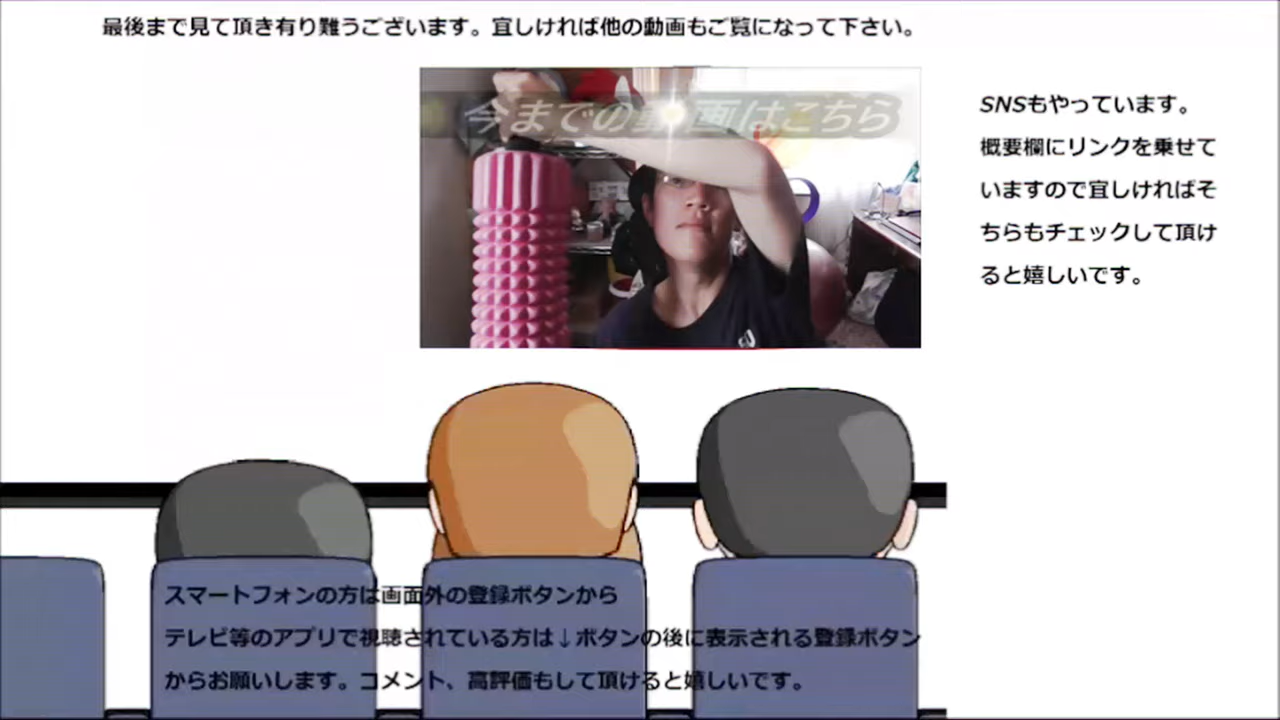 最後まで見て頂き有り難うございます。宜しければ他の動画もご覧になって下さい。
今までの動画はこちら
SNSもやっています。
概要欄にリンクを乗せて
いますので宜しければそ
ちらもチェックして頂け
ると嬉しいです。
スマートフォンの方は画面外の登録ボタンから
テレビ等のアプリで視聴されている方は↓ボタンの後に表示される登録ボタン
からお願いします。コメント、高評価もして頂けると嬉しいです。